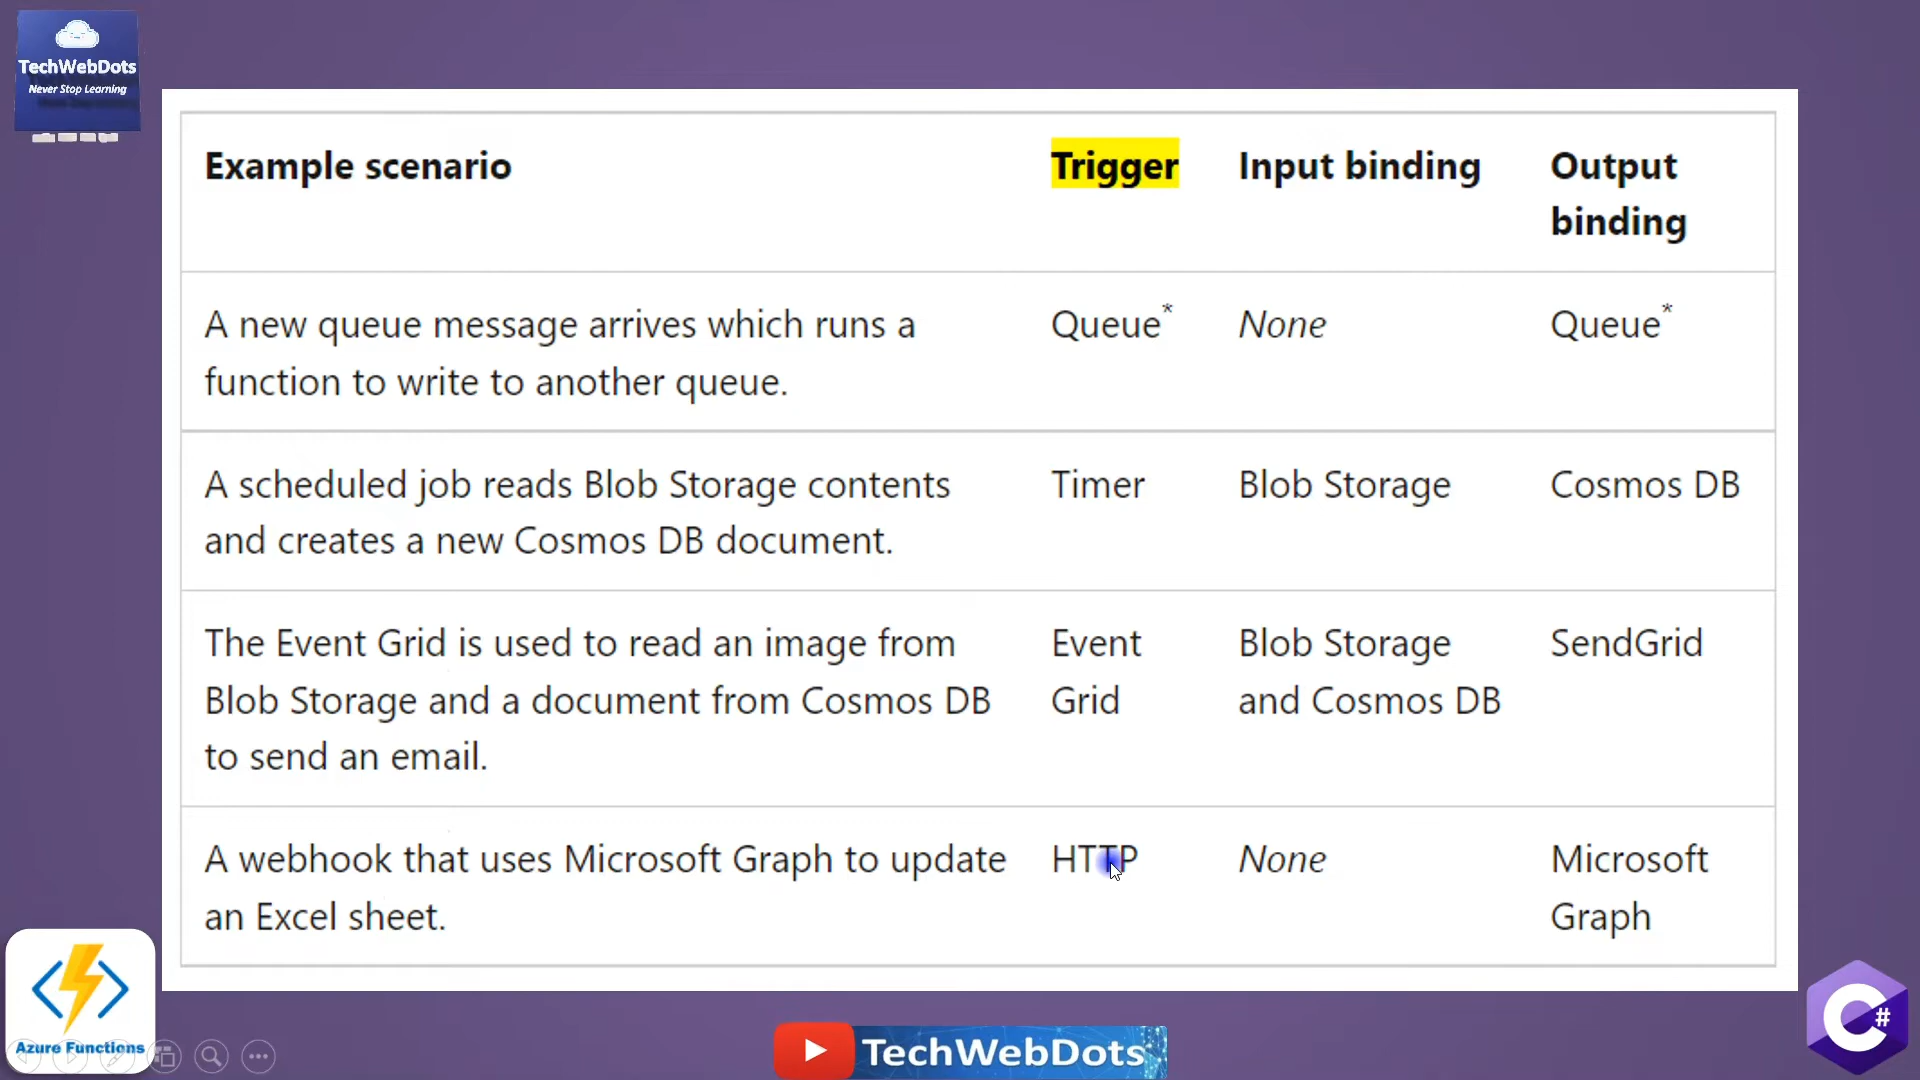 TechWebDots
Never Stop Learning
Example scenario
Trigger
Input binding
Output
binding
A new queue message arrives which runs a
function to write to another queue.
Queue*
None
Queue*
A scheduled job reads Blob Storage contents
and creates a new Cosmos DB document.
Timer
Blob Storage
Cosmos DB
The Event Grid is used to read an image from
Blob Storage and a document from Cosmos DB
to send an email.
Event
Grid
Blob Storage
and Cosmos DB
SendGrid
A webhook that uses Microsoft Graph to update
an Excel sheet.
HTTP
None
Microsoft
Graph
Azure Functions
TechWebDots
C#